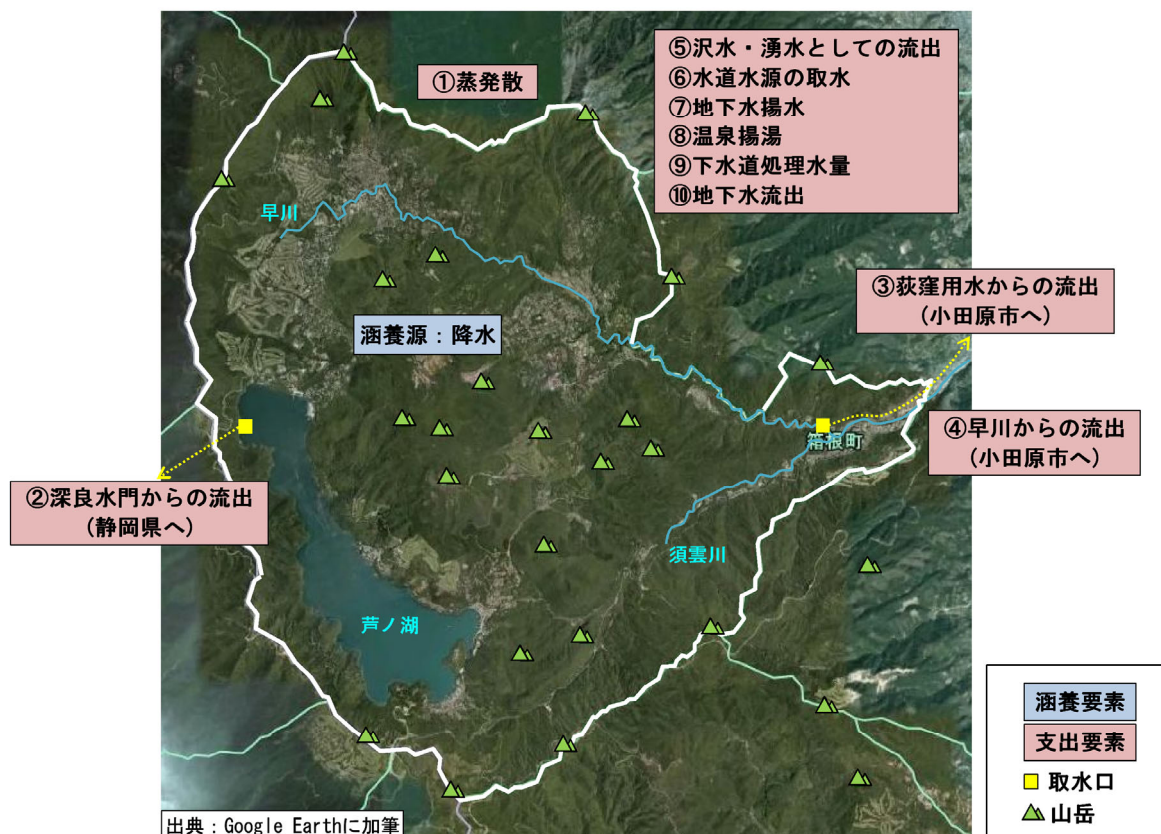 ①蒸発散
⑤沢水・湧水としての流出
⑥水道水源の取水
⑦地下水揚水
⑧温泉揚湯
⑨下水道処理水量
⑩地下水流出
早川
③荻窪用水からの流出
(小田原市へ)
涵養源：降水
箱根町
④早川からの流出
(小田原市へ)
②深良水門からの流出
(静岡県へ)
須雲川
芦ノ湖
涵養要素
支出要素
取水口
山岳
出典：Google Earthに加筆